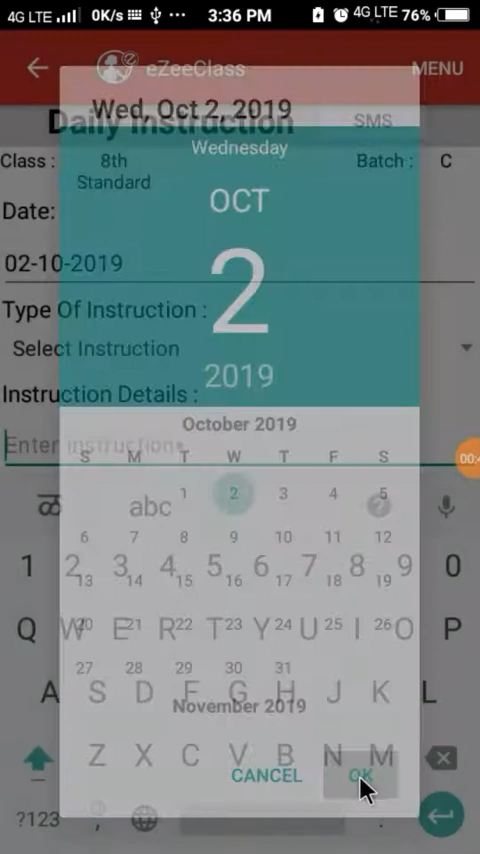 4G LTE 0K/s ... 3:36 PM 4G LTE 76%
eZeeClass MENU
Wed, Oct 2, 2019
Daily Instruction SMS
Wednesday
Class : 8th Standard Batch : C
OCT
Date:
2
02-10-2019
Type Of Instruction :
Select Instruction
2019
Instruction Details :
October 2019
Enter instructions
S M T W T F S
1 2 3 4 5
abc
6 7 8 9 10 11 12
1 2 3 4 5 6 7 8 9 0
13 14 15 16 17 18 19
20 21 22 23 24 25 26
Q W E R T Y U I O P
27 28 29 30 31
A S D F G H J K L
November 2019
Z X C V B N M
CANCEL OK
?123 , .